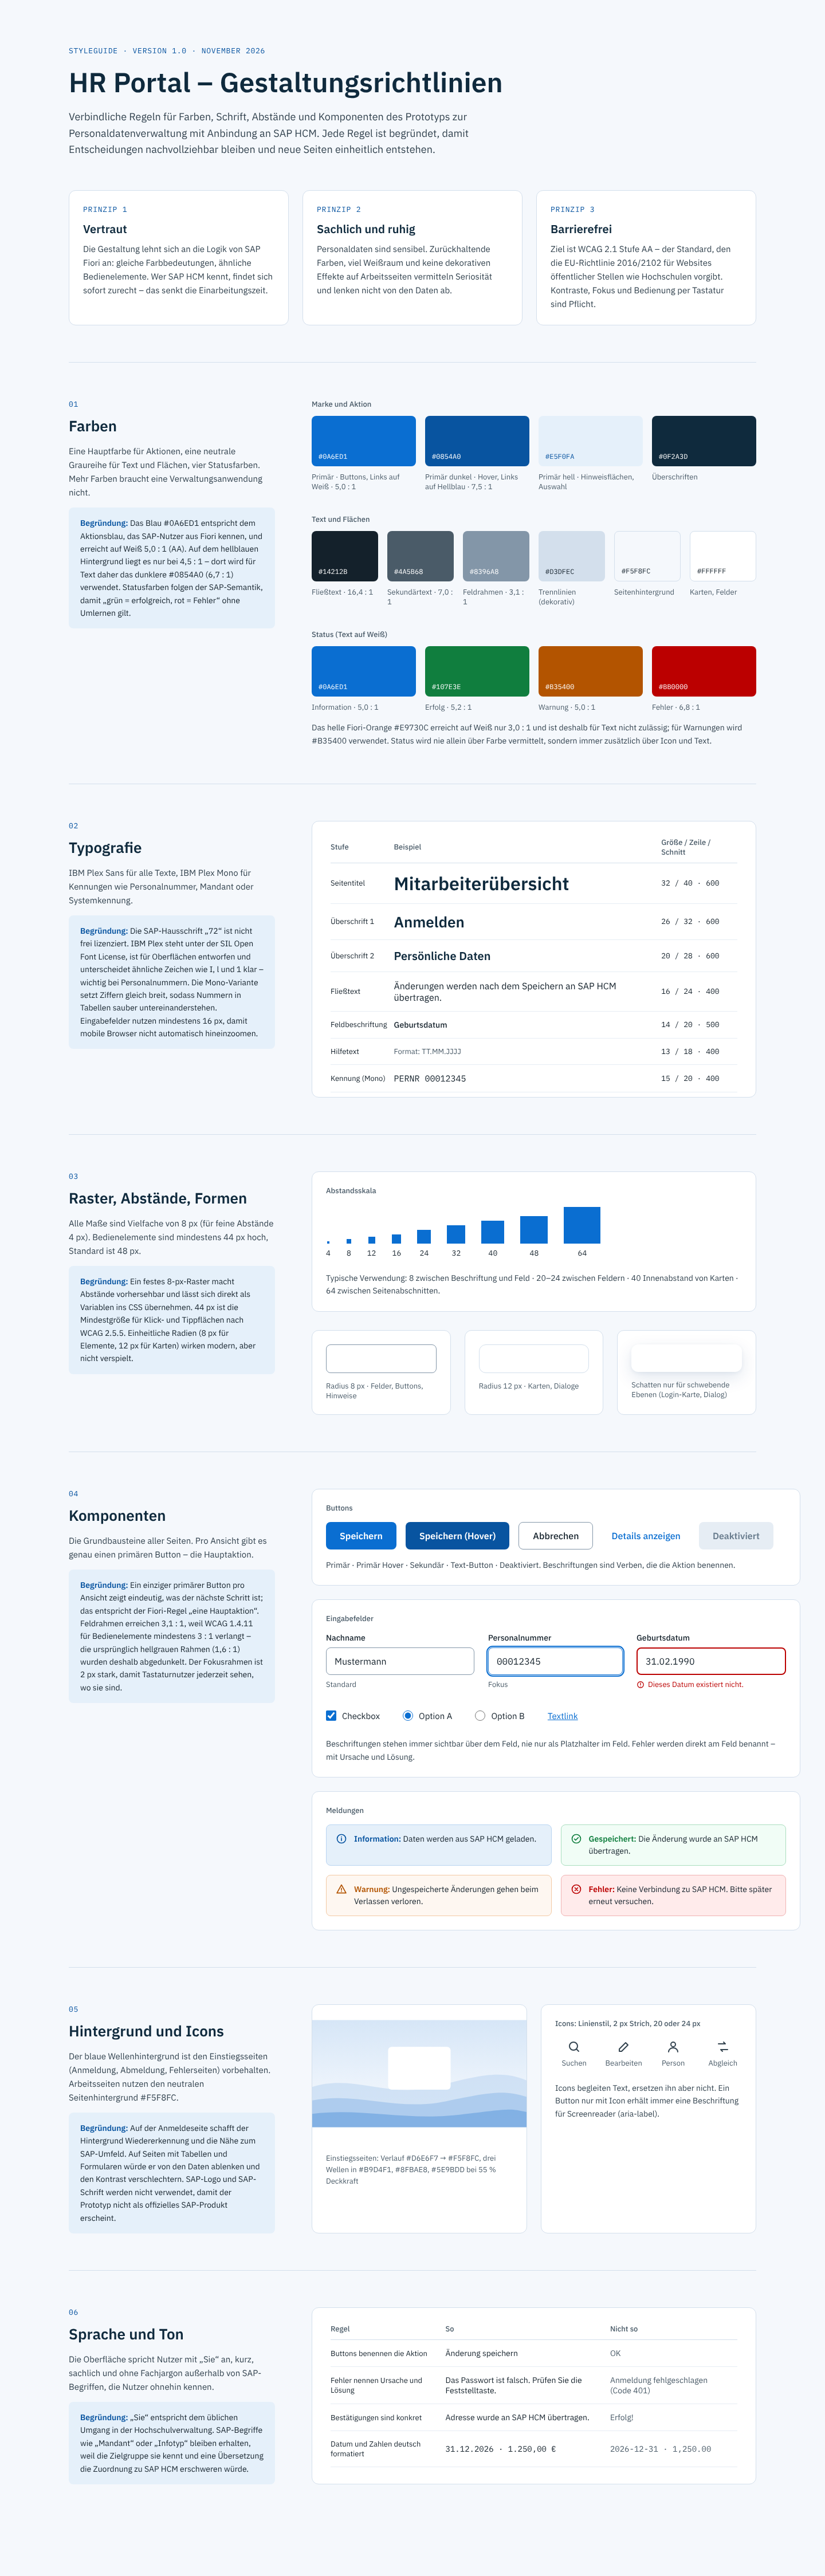 STYLEGUIDE · VERSION 1.0 · NOVEMBER 2026
HR Portal – Gestaltungsrichtlinien
Verbindliche Regeln für Farben, Schrift, Abstände und Komponenten des Prototyps zur
Personaldatenverwaltung mit Anbindung an SAP HCM. Jede Regel ist begründet, damit
Entscheidungen nachvollziehbar bleiben und neue Seiten einheitlich entstehen.
PRINZIP 1
Vertraut
Die Gestaltung lehnt sich an die Logik von SAP
Fiori an: gleiche Farbbedeutungen, ähnliche
Bedienelemente. Wer SAP HCM kennt, findet sich
sofort zurecht – das senkt die Einarbeitungszeit.
PRINZIP 2
Sachlich und ruhig
Personaldaten sind sensibel. Zurückhaltende
Farben, viel Weißraum und keine dekorativen
Effekte auf Arbeitsseiten vermitteln Seriosität
und lenken nicht von den Daten ab.
PRINZIP 3
Barrierefrei
Ziel ist WCAG 2.1 Stufe AA – der Standard, den
die EU-Richtlinie 2016/2102 für Websites
öffentlicher Stellen wie Hochschulen vorgibt.
Kontraste, Fokus und Bedienung per Tastatur
sind Pflicht.
01
Farben
Eine Hauptfarbe für Aktionen, eine neutrale
Graureihe für Text und Flächen, vier Statusfarben.
Mehr Farben braucht eine Verwaltungsanwendung
nicht.
Begründung: Das Blau #0A6ED1 entspricht dem
Aktionsblau, das SAP-Nutzer aus Fiori kennen, und
erreicht auf Weiß 5,0 : 1 (AA). Auf dem hellblauen
Hintergrund liegt es nur bei 4,5 : 1 – dort wird für
Text daher das dunklere #0854A0 (6,7 : 1)
verwendet. Statusfarben folgen der SAP-Semantik,
damit „grün = erfolgreich, rot = Fehler“ ohne
Umlernen gilt.
Marke und Aktion
#0A6ED1
Primär · Buttons, Links auf
Weiß · 5,0 : 1
#0854A0
Primär dunkel · Hover, Links
auf Hellblau · 7,5 : 1
#E5F0FA
Primär hell · Hinweisflächen,
Auswahl
#0F2A3D
Überschriften
Text und Flächen
#14212B
Fließtext · 16,4 : 1
#4A5B68
Sekundärtext · 7,0 :
1
#8396A8
Feldrahmen · 3,1 :
1
#D3DFEC
Trennlinien
(dekorativ)
#F5F8FC
Seitenhintergrund
#FFFFFF
Karten, Felder
Status (Text auf Weiß)
#0A6ED1
Information · 5,0 : 1
#107E3E
Erfolg · 5,2 : 1
#B35400
Warnung · 5,0 : 1
#BB0000
Fehler · 6,8 : 1
Das helle Fiori-Orange #E9730C erreicht auf Weiß nur 3,0 : 1 und ist deshalb für Text nicht zulässig; für Warnungen wird
#B35400 verwendet. Status wird nie allein über Farbe vermittelt, sondern immer zusätzlich über Icon und Text.
02
Typografie
IBM Plex Sans für alle Texte, IBM Plex Mono für
Kennungen wie Personalnummer, Mandant oder
Systemkennung.
Begründung: Die SAP-Hausschrift „72“ ist nicht
frei lizenziert. IBM Plex steht unter der SIL Open
Font License, ist für Oberflächen entworfen und
unterscheidet ähnliche Zeichen wie I, l und 1 klar –
wichtig bei Personalnummern. Die Mono-Variante
setzt Ziffern gleich breit, sodass Nummern in
Tabellen sauber untereinanderstehen.
Eingabefelder nutzen mindestens 16 px, damit
mobile Browser nicht automatisch hineinzoomen.
Stufe
Beispiel
Größe / Zeile /
Schnitt
Seitentitel
Mitarbeiterübersicht
32 / 40 · 600
Überschrift 1
Anmelden
26 / 32 · 600
Überschrift 2
Persönliche Daten
20 / 28 · 600
Fließtext
Änderungen werden nach dem Speichern an SAP HCM
übertragen.
16 / 24 · 400
Feldbeschriftung
Geburtsdatum
14 / 20 · 500
Hilfetext
Format: TT.MM.JJJJ
13 / 18 · 400
Kennung (Mono)
PERNR 00012345
15 / 20 · 400
03
Raster, Abstände, Formen
Alle Maße sind Vielfache von 8 px (für feine Abstände
4 px). Bedienelemente sind mindestens 44 px hoch,
Standard ist 48 px.
Begründung: Ein festes 8-px-Raster macht
Abstände vorhersehbar und lässt sich direkt als
Variablen ins CSS übernehmen. 44 px ist die
Mindestgröße für Klick- und Tippflächen nach
WCAG 2.5.5. Einheitliche Radien (8 px für
Elemente, 12 px für Karten) wirken modern, aber
nicht verspielt.
Abstandsskala
4 8 12 16 24 32 40 48 64
Typische Verwendung: 8 zwischen Beschriftung und Feld · 20–24 zwischen Feldern · 40 Innenabstand von Karten ·
64 zwischen Seitenabschnitten.
Radius 8 px · Felder, Buttons,
Hinweise
Radius 12 px · Karten, Dialoge
Schatten nur für schwebende
Ebenen (Login-Karte, Dialog)
04
Komponenten
Die Grundbausteine aller Seiten. Pro Ansicht gibt es
genau einen primären Button – die Hauptaktion.
Begründung: Ein einziger primärer Button pro
Ansicht zeigt eindeutig, was der nächste Schritt ist;
das entspricht der Fiori-Regel „eine Hauptaktion“.
Feldrahmen erreichen 3,1 : 1, weil WCAG 1.4.11
für Bedienelemente mindestens 3 : 1 verlangt –
die ursprünglich hellgrauen Rahmen (1,6 : 1)
wurden deshalb abgedunkelt. Der Fokusrahmen ist
2 px stark, damit Tastaturnutzer jederzeit sehen,
wo sie sind.
Buttons
Speichern
Speichern (Hover)
Abbrechen
Details anzeigen
Deaktiviert
Primär · Primär Hover · Sekundär · Text-Button · Deaktiviert. Beschriftungen sind Verben, die die Aktion benennen.
Eingabefelder
Nachname
Mustermann
Standard
Personalnummer
00012345
Fokus
Geburtsdatum
31.02.1990
Dieses Datum existiert nicht.
Checkbox
Option A
Option B
Textlink
Beschriftungen stehen immer sichtbar über dem Feld, nie nur als Platzhalter im Feld. Fehler werden direkt am Feld benannt –
mit Ursache und Lösung.
Meldungen
Information: Daten werden aus SAP HCM geladen.
Gespeichert: Die Änderung wurde an SAP HCM
übertragen.
Warnung: Ungespeicherte Änderungen gehen beim
Verlassen verloren.
Fehler: Keine Verbindung zu SAP HCM. Bitte später
erneut versuchen.
05
Hintergrund und Icons
Der blaue Wellenhintergrund ist den Einstiegsseiten
(Anmeldung, Abmeldung, Fehlerseiten) vorbehalten.
Arbeitsseiten nutzen den neutralen
Seitenhintergrund #F5F8FC.
Begründung: Auf der Anmeldeseite schafft der
Hintergrund Wiedererkennung und die Nähe zum
SAP-Umfeld. Auf Seiten mit Tabellen und
Formularen würde er von den Daten ablenken und
den Kontrast verschlechtern. SAP-Logo und SAP-
Schrift werden nicht verwendet, damit der
Prototyp nicht als offizielles SAP-Produkt
erscheint.
Einstiegsseiten: Verlauf #D6E6F7 → #F5F8FC, drei
Wellen in #B9D4F1, #8FBAE8, #5E9BDD bei 55 %
Deckkraft
Icons: Linienstil, 2 px Strich, 20 oder 24 px
Suchen
Bearbeiten
Person
Abgleich
Icons begleiten Text, ersetzen ihn aber nicht. Ein
Button nur mit Icon erhält immer eine Beschriftung
für Screenreader (aria-label).
06
Sprache und Ton
Die Oberfläche spricht Nutzer mit „Sie“ an, kurz,
sachlich und ohne Fachjargon außerhalb von SAP-
Begriffen, die Nutzer ohnehin kennen.
Begründung: „Sie“ entspricht dem üblichen
Umgang in der Hochschulverwaltung. SAP-Begriffe
wie „Mandant“ oder „Infotyp“ bleiben erhalten,
weil die Zielgruppe sie kennt und eine Übersetzung
die Zuordnung zu SAP HCM erschweren würde.
Regel
So
Nicht so
Buttons benennen die Aktion
Änderung speichern
OK
Fehler nennen Ursache und
Lösung
Das Passwort ist falsch. Prüfen Sie die
Feststelltaste.
Anmeldung fehlgeschlagen
(Code 401)
Bestätigungen sind konkret
Adresse wurde an SAP HCM übertragen.
Erfolg!
Datum und Zahlen deutsch
formatiert
31.12.2026 · 1.250,00 €
2026-12-31 · 1,250.00